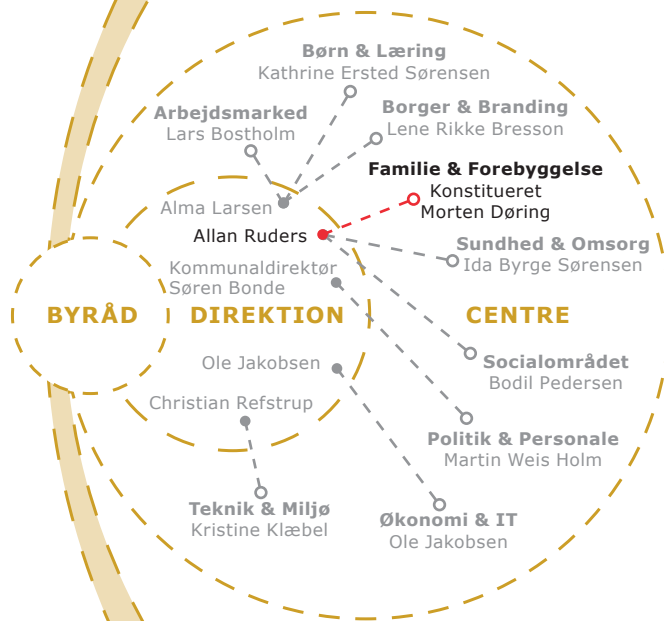 Børn & Læring
Kathrine Ersted Sørensen
Arbejdsmarked
Lars Bostholm
Borger & Branding
Lene Rikke Bresson
Familie & Forebyggelse
Konstitueret
Morten Døring
Alma Larsen
Allan Ruders
Sundhed & Omsorg
Ida Byrge Sørensen
Kommunaldirektør
Søren Bonde
BYRÅD
DIREKTION
CENTRE
Ole Jakobsen
Socialområdet
Bodil Pedersen
Christian Refstrup
Politik & Personale
Martin Weis Holm
Teknik & Miljø
Kristine Klæbel
Økonomi & IT
Ole Jakobsen